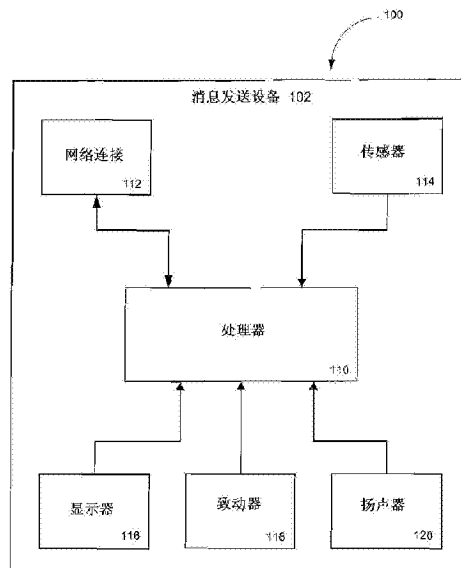 100
消息发送设备 102
网络连接
112
传感器
114
处理器
110
显示器
116
致动器
118
扬声器
120